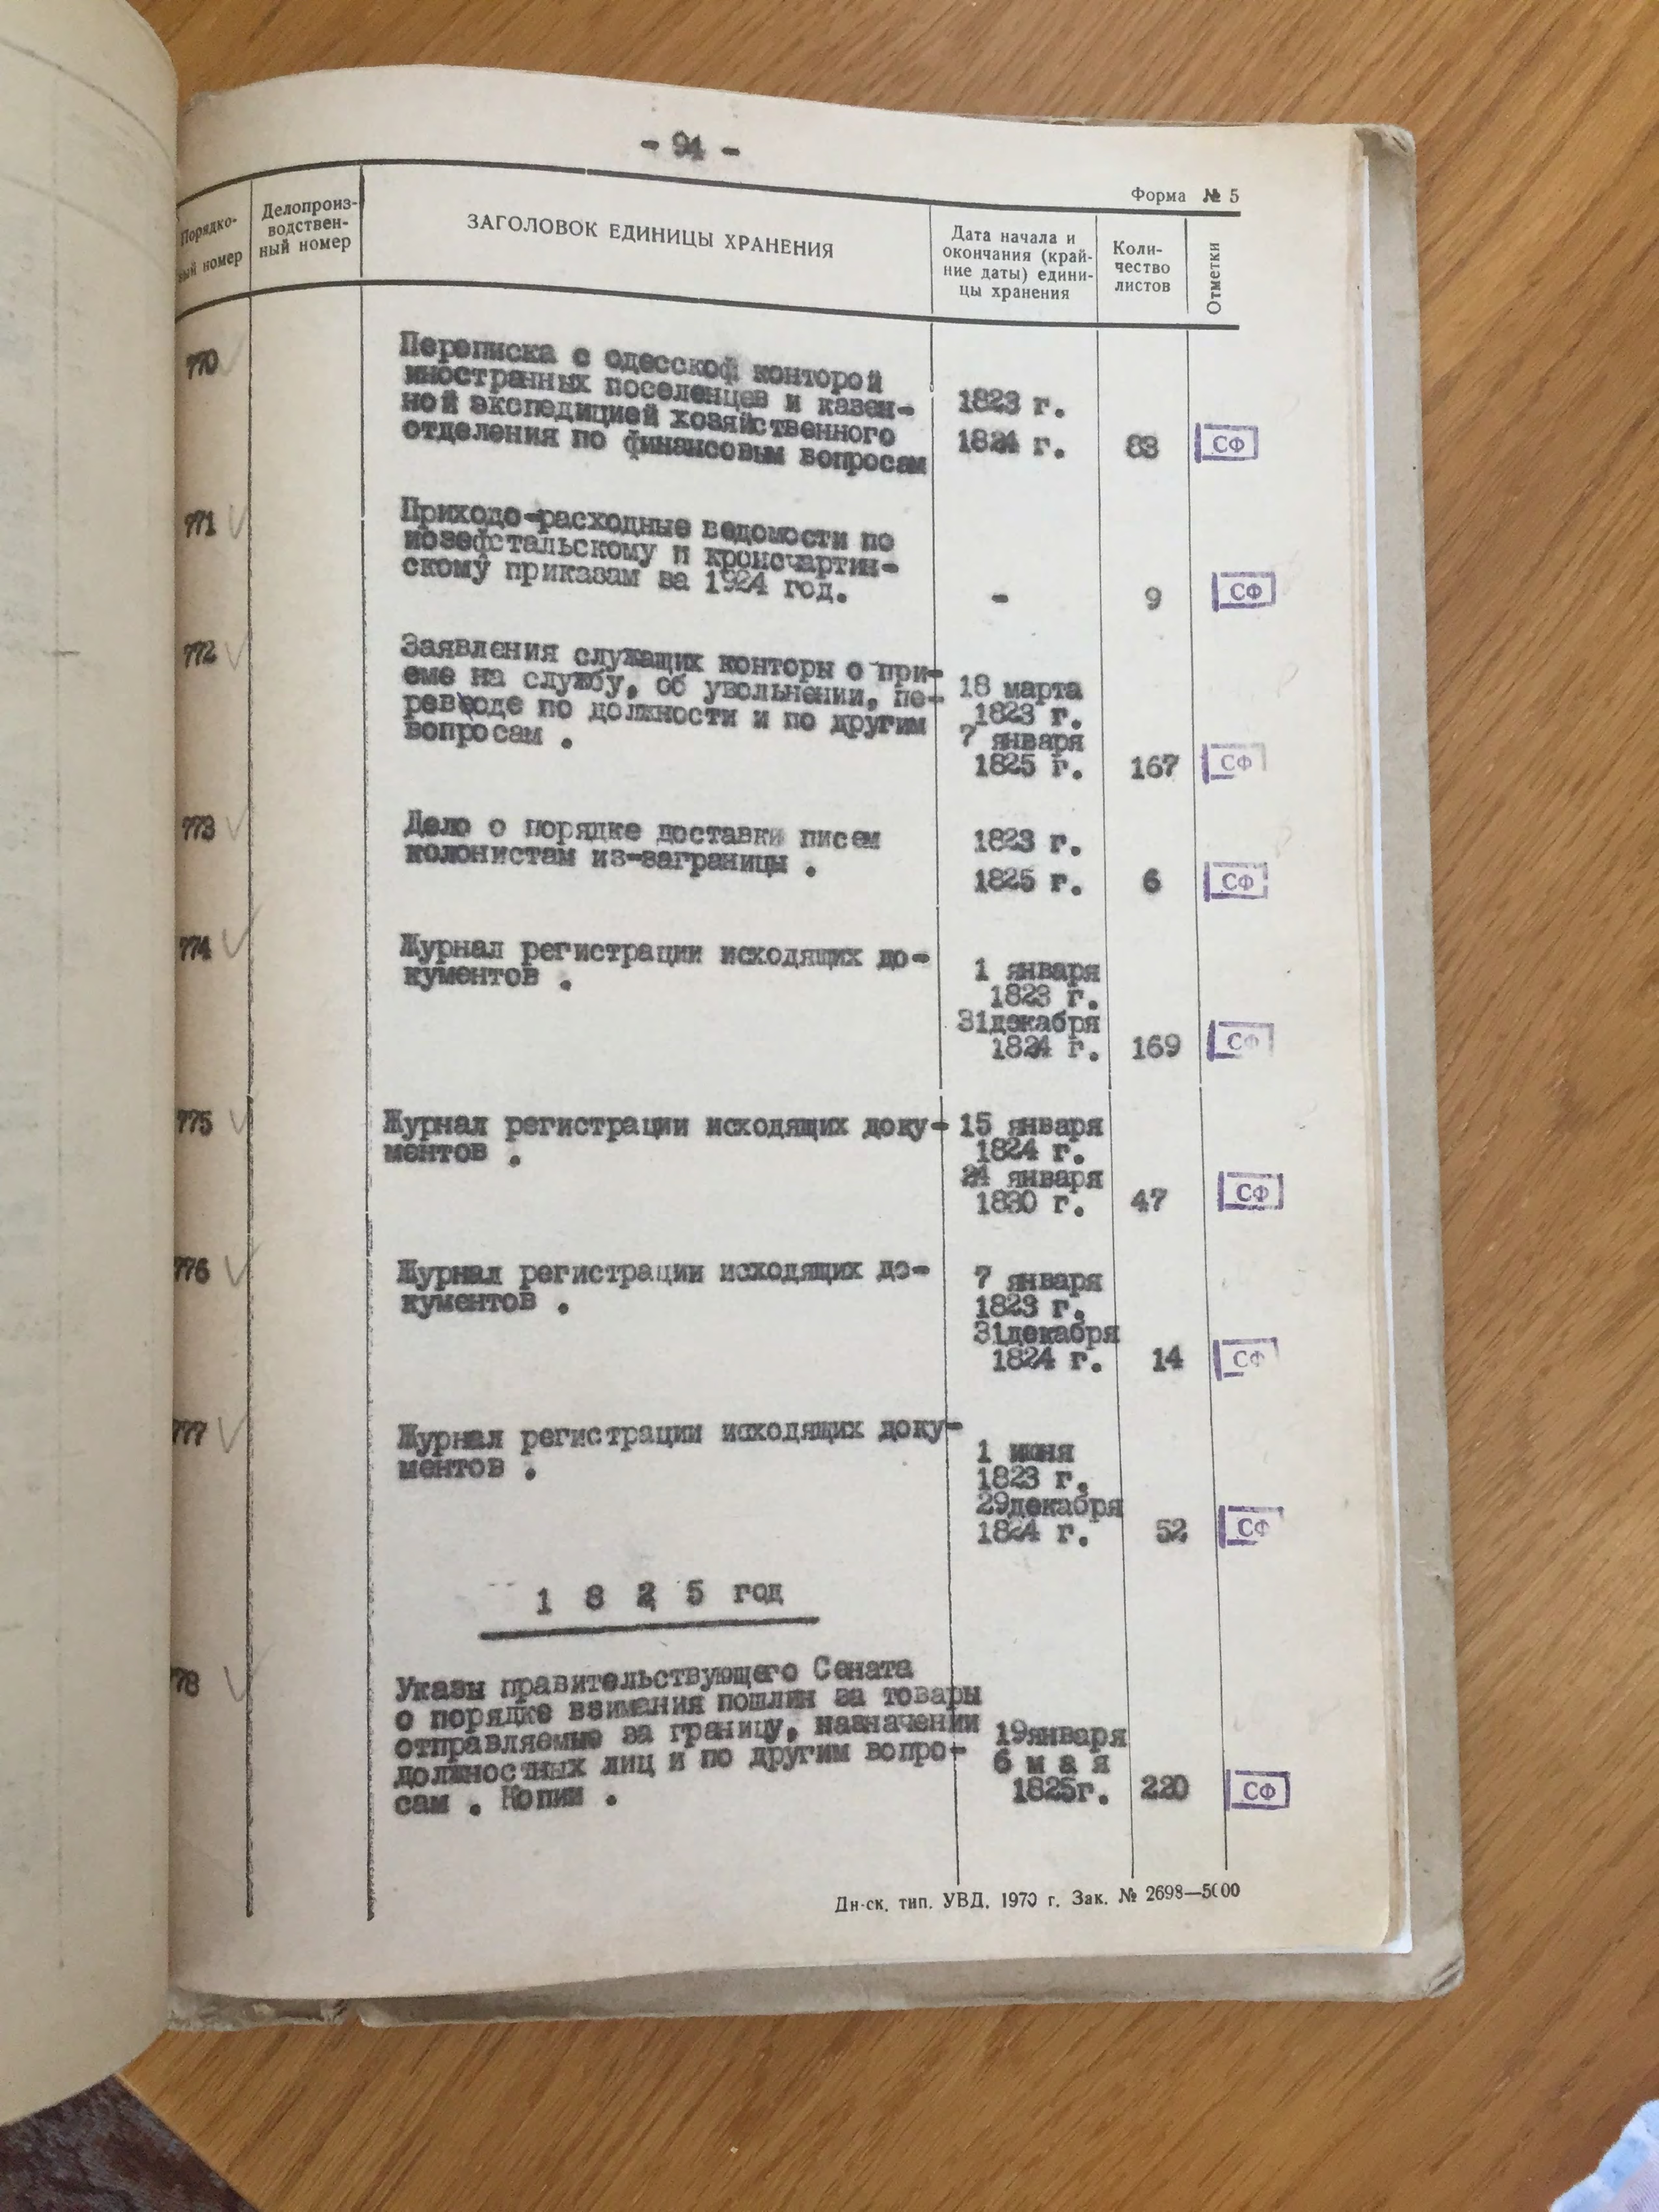 - 94 -
Форма № 5
Порядко-
ный номер
Делопроиз-
водствен-
ный номер
ЗАГОЛОВОК ЕДИНИЦЫ ХРАНЕНИЯ
Дата начала и
окончания (край-
ние даты) едини-
цы хранения
Коли-
чество
листов
Отметки
770
Переписка с одесской конторой
иностранных поселенцев и казен-
ной экспедицией хозяйственного
отделения по финансовым вопросам
1823 г.
1824 г.
83
СФ
771
Приходо-расходные ведомости по
иозефстальскому и кронсчартин-
скому приказам за 1924 год.
-
9
СФ
772
Заявления служащих конторы о при-
еме на службу, об увольнении, пе-
реводе по должности и по другим
вопросам .
18 марта
1823 г.
7 января
1825 г.
167
СФ
773
Дело о порядке доставки писем
колонистам из-заграницы .
1823 г.
1825 г.
6
СФ
774
Журнал регистрации исходящих до-
кументов .
1 января
1823 г.
31декабря
1824 г.
169
СФ
775
Журнал регистрации исходящих доку-
ментов .
15 января
1824 г.
24 января
1830 г.
47
СФ
776
Журнал регистрации исходящих до-
кументов .
7 января
1823 г.
31декабря
1824 г.
14
СФ
777
Журнал регистрации исходящих доку-
ментов .
1 июня
1823 г.
29декабря
1824 г.
52
СФ
1 8 2 5 год
778
Указы правительствующего Сената
о порядке взимания пошлин за товары
отправляемые за границу, назначении
должностных лиц и по другим вопро-
сам . Копии .
19января
6 м а я
1825г.
220
СФ
Дн-ск. тип. УВД. 1970 г. Зак. № 2698—5000